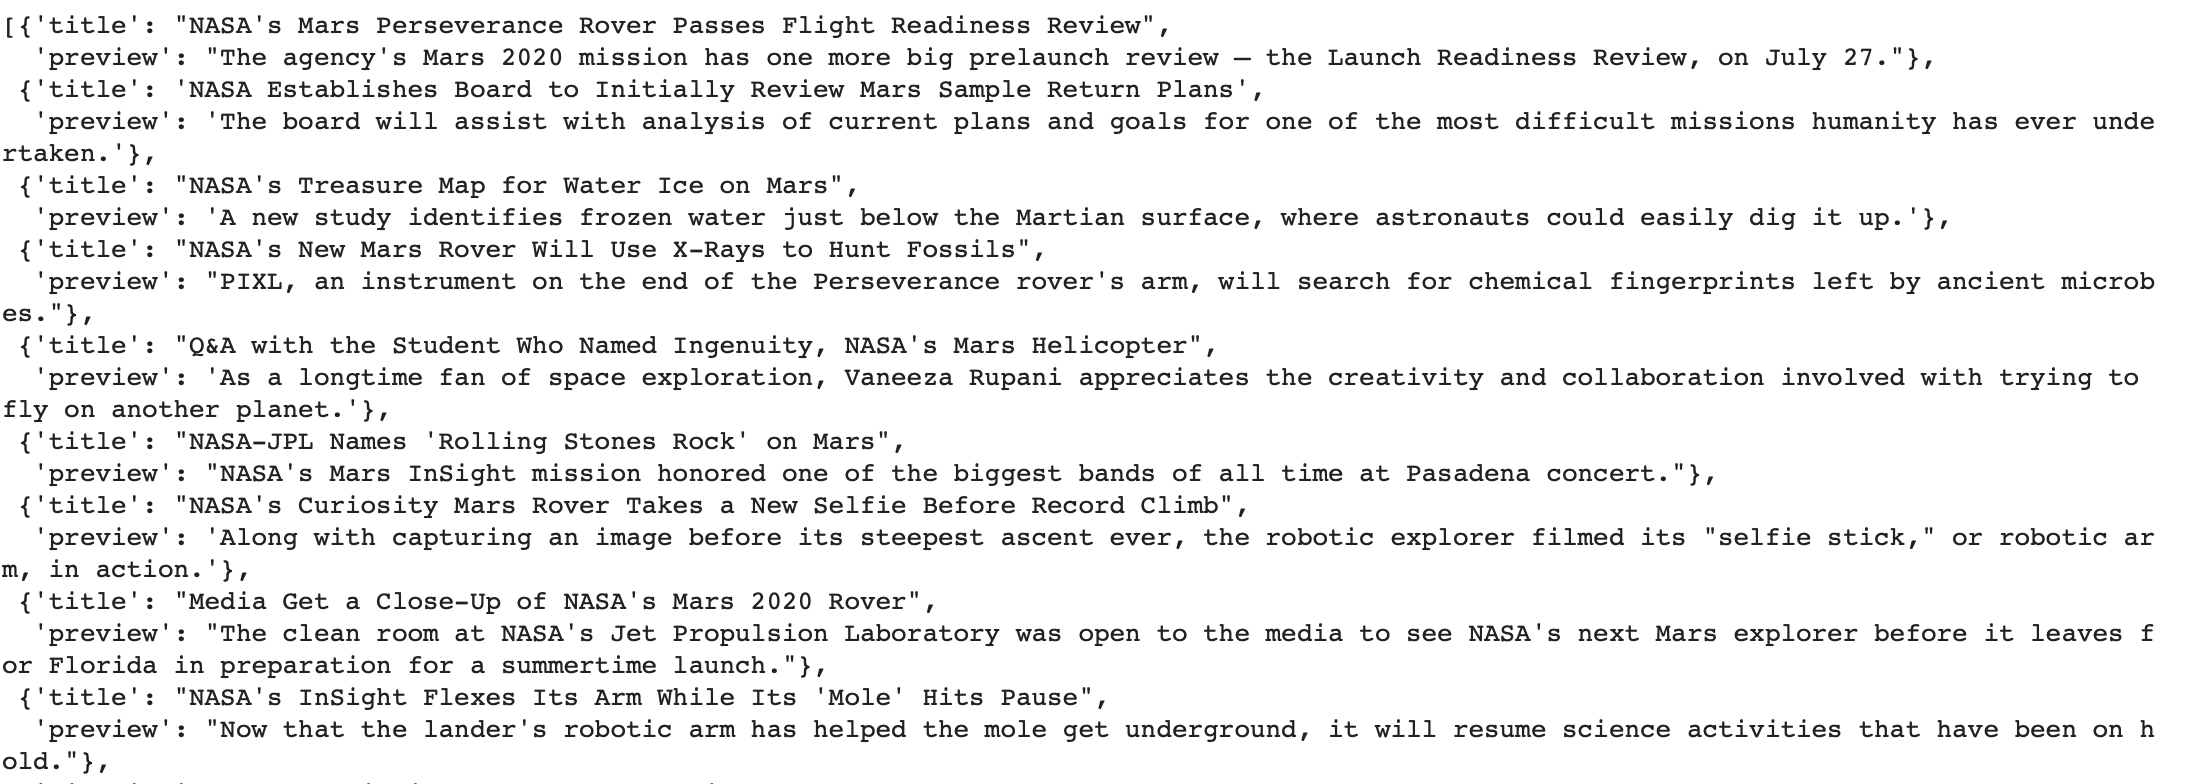 [{'title': "NASA's Mars Perseverance Rover Passes Flight Readiness Review",
  'preview': "The agency's Mars 2020 mission has one more big prelaunch review — the Launch Readiness Review, on July 27."},
 {'title': 'NASA Establishes Board to Initially Review Mars Sample Return Plans',
  'preview': 'The board will assist with analysis of current plans and goals for one of the most difficult missions humanity has ever unde
rtaken.'},
 {'title': "NASA's Treasure Map for Water Ice on Mars",
  'preview': 'A new study identifies frozen water just below the Martian surface, where astronauts could easily dig it up.'},
 {'title': "NASA's New Mars Rover Will Use X-Rays to Hunt Fossils",
  'preview': "PIXL, an instrument on the end of the Perseverance rover's arm, will search for chemical fingerprints left by ancient microb
es."},
 {'title': "Q&A with the Student Who Named Ingenuity, NASA's Mars Helicopter",
  'preview': 'As a longtime fan of space exploration, Vaneeza Rupani appreciates the creativity and collaboration involved with trying to
fly on another planet.'},
 {'title': "NASA-JPL Names 'Rolling Stones Rock' on Mars",
  'preview': "NASA's Mars InSight mission honored one of the biggest bands of all time at Pasadena concert."},
 {'title': "NASA's Curiosity Mars Rover Takes a New Selfie Before Record Climb",
  'preview': 'Along with capturing an image before its steepest ascent ever, the robotic explorer filmed its "selfie stick," or robotic ar
m, in action.'},
 {'title': "Media Get a Close-Up of NASA's Mars 2020 Rover",
  'preview': "The clean room at NASA's Jet Propulsion Laboratory was open to the media to see NASA's next Mars explorer before it leaves f
or Florida in preparation for a summertime launch."},
 {'title': "NASA's InSight Flexes Its Arm While Its 'Mole' Hits Pause",
  'preview': "Now that the lander's robotic arm has helped the mole get underground, it will resume science activities that have been on h
old."},